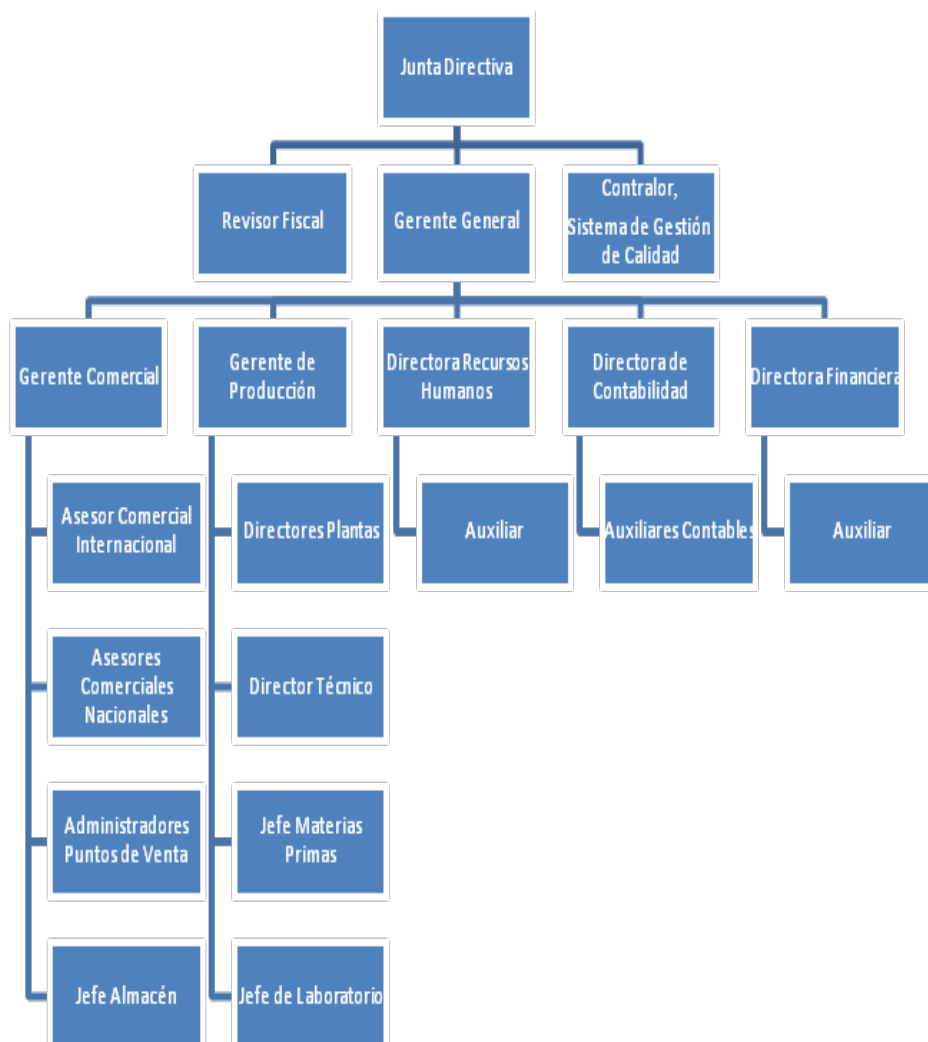 Junta Directiva
Revisor Fiscal
Gerente General
Contralor,
Sistema de Gestión
de Calidad
Gerente Comercial
Gerente de
Producción
Directora Recursos
Humanos
Directora de
Contabilidad
Directora Financiera
Asesor Comercial
Internacional
Directores Plantas
Auxiliar
Auxiliares Contables
Auxiliar
Asesores
Comerciales
Nacionales
Director Técnico
Administradores
Puntos de Venta
Jefe Materias
Primas
Jefe Almacén
Jefe de Laboratorio